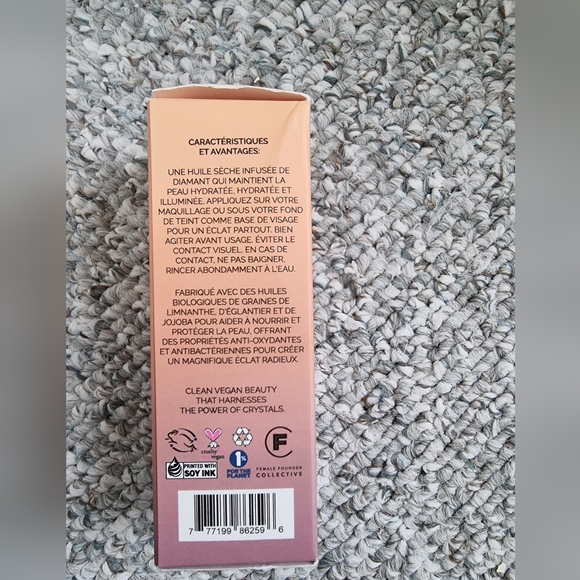 CARACTÉRISTIQUES
ET AVANTAGES:
UNE HUILE SÈCHE INFUSÉE DE
DIAMANT QUI MAINTIENT LA
PEAU HYDRATÉE, HYDRATÉE ET
ILLUMINÉE. APPLIQUEZ SUR VOTRE
MAQUILLAGE OU SOUS VOTRE FOND
DE TEINT COMME BASE DE VISAGE
POUR UN ÉCLAT PARTOUT. BIEN
AGITER AVANT USAGE. ÉVITER LE
CONTACT VISUEL. EN CAS DE
CONTACT, NE PAS BAIGNER,
RINCER ABONDAMMENT À L'EAU.
FABRIQUÉ AVEC DES HUILES
BIOLOGIQUES DE GRAINES DE
LIMNANTHE, D'ÉGLANTIER ET DE
JOJOBA POUR AIDER À NOURRIR ET
PROTÉGER LA PEAU, OFFRANT
DES PROPRIÉTÉS ANTI-OXYDANTES
ET ANTIBACTÉRIENNES POUR CRÉER
UN MAGNIFIQUE ÉCLAT RADIEUX.
CLEAN VEGAN BEAUTY
THAT HARNESSES
THE POWER OF CRYSTALS.
cruelty
vegan
CF
PRINTED WITH
SOY INK
1%
FOR THE
PLANET
FEMALE FOUNDER
COLLECTIVE
7 77199 86259 6